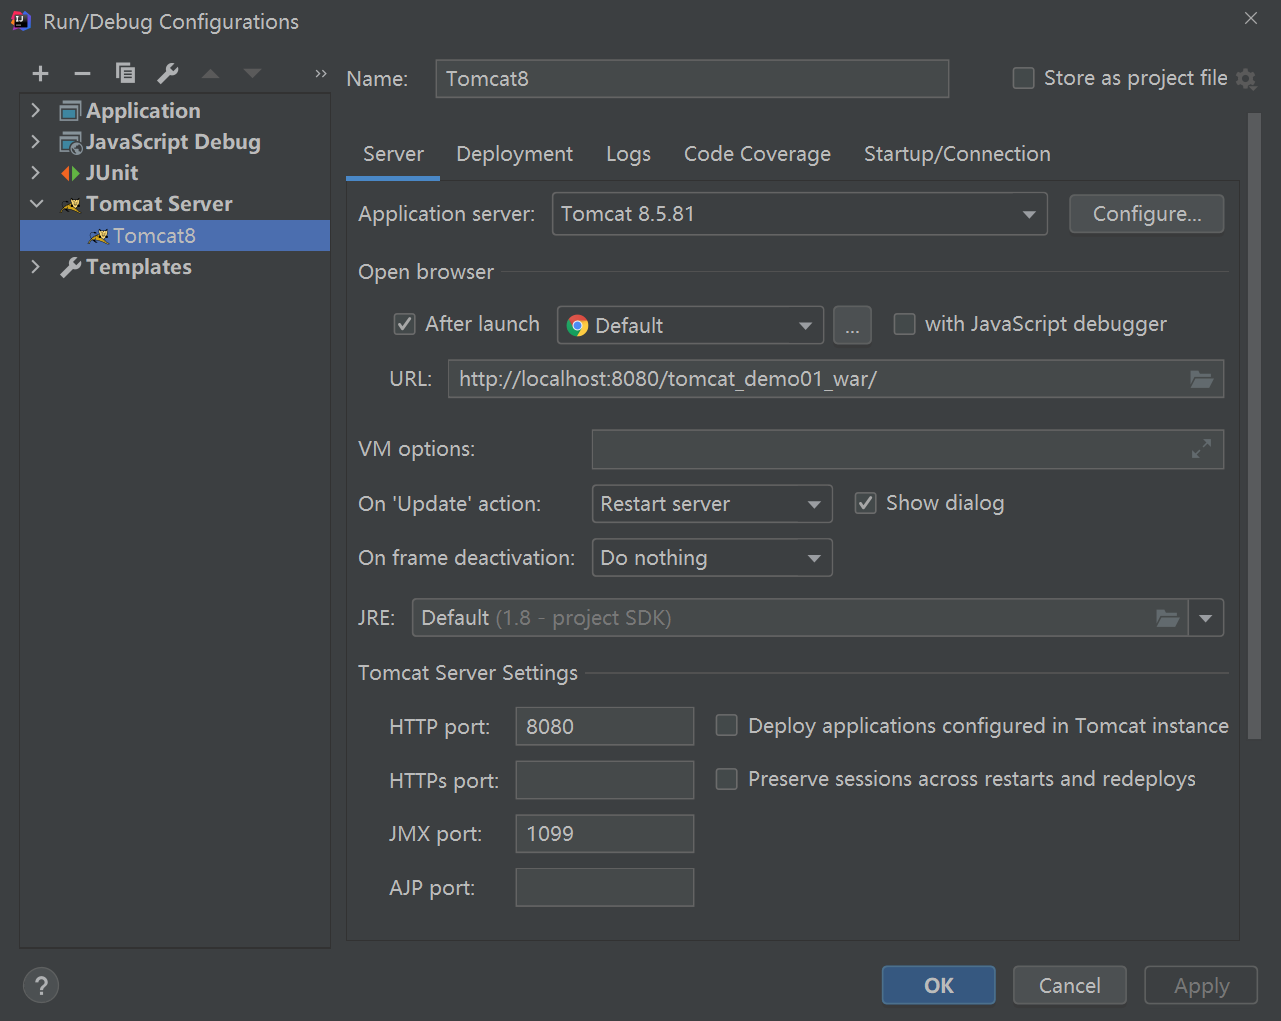 Run/Debug Configurations
Name: Tomcat8 Store as project file
Application
JavaScript Debug
JUnit
Tomcat Server
Tomcat8
Templates
Server Deployment Logs Code Coverage Startup/Connection
Application server: Tomcat 8.5.81 Configure...
Open browser
After launch Default ... with JavaScript debugger
URL: http://localhost:8080/tomcat_demo01_war/
VM options:
On 'Update' action: Restart server Show dialog
On frame deactivation: Do nothing
JRE: Default (1.8 - project SDK)
Tomcat Server Settings
HTTP port: 8080 Deploy applications configured in Tomcat instance
HTTPs port: Preserve sessions across restarts and redeploys
JMX port: 1099
AJP port:
? OK Cancel Apply